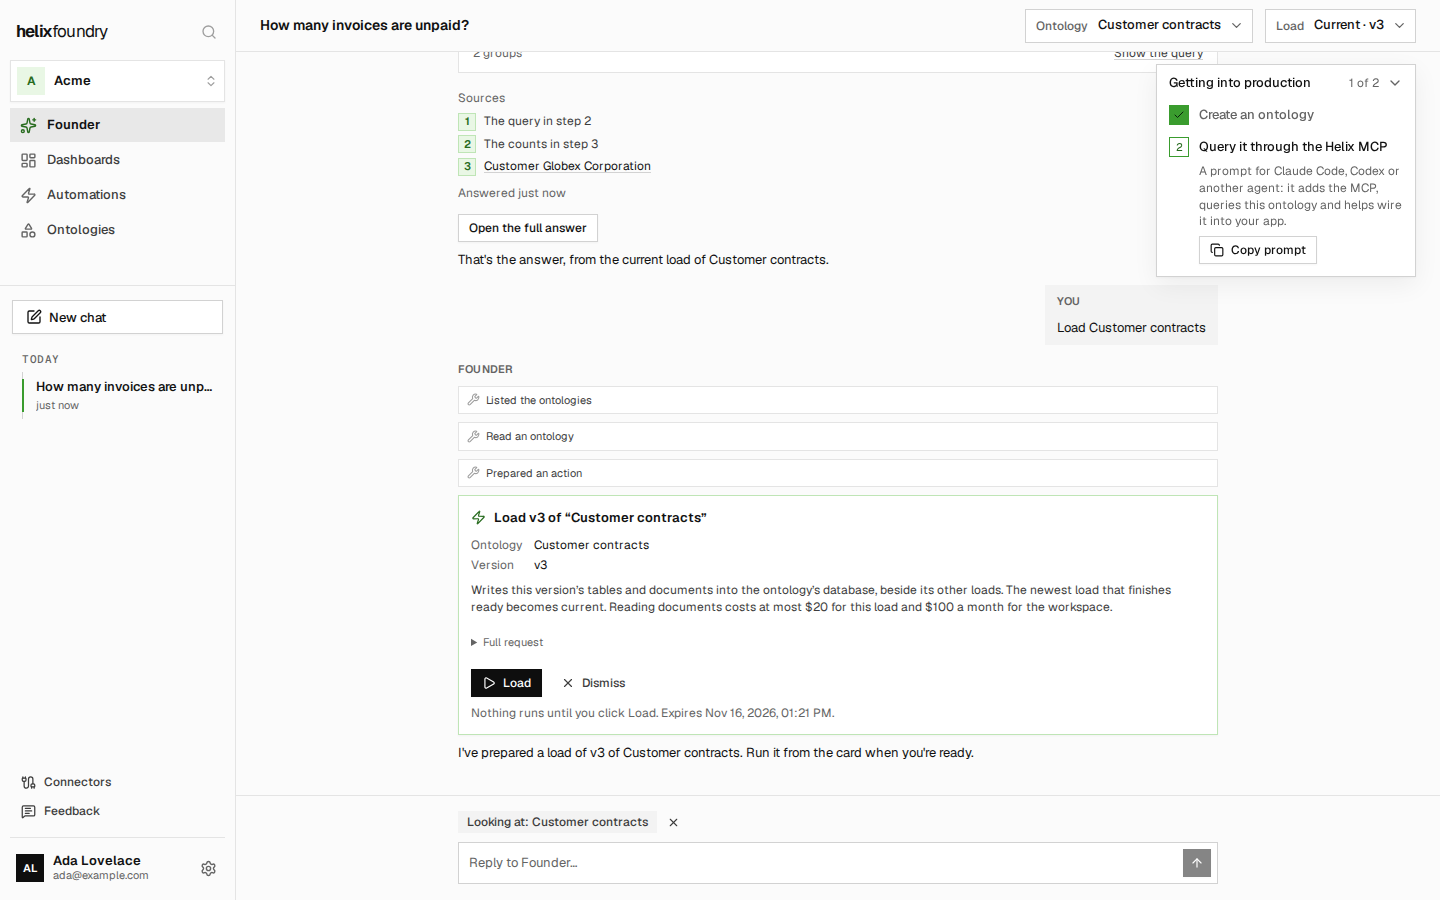 helixfoundry
A
Acme
Founder
Dashboards
Automations
Ontologies
New chat
TODAY
How many invoices are unp...
just now
Connectors
Feedback
AL
Ada Lovelace
ada@example.com
How many invoices are unpaid?
Ontology Customer contracts
Load Current · v3
2 groups
Show the query
Sources
1 The query in step 2
2 The counts in step 3
3 Customer Globex Corporation
Answered just now
Open the full answer
That's the answer, from the current load of Customer contracts.
Getting into production 1 of 2
Create an ontology
2 Query it through the Helix MCP
A prompt for Claude Code, Codex or
another agent: it adds the MCP,
queries this ontology and helps wire
it into your app.
Copy prompt
YOU
Load Customer contracts
FOUNDER
Listed the ontologies
Read an ontology
Prepared an action
Load v3 of “Customer contracts”
Ontology Customer contracts
Version v3
Writes this version's tables and documents into the ontology's database, beside its other loads. The newest load that finishes
ready becomes current. Reading documents costs at most $20 for this load and $100 a month for the workspace.
Full request
Load
Dismiss
Nothing runs until you click Load. Expires Nov 16, 2026, 01:21 PM.
I've prepared a load of v3 of Customer contracts. Run it from the card when you're ready.
Looking at: Customer contracts
Reply to Founder...